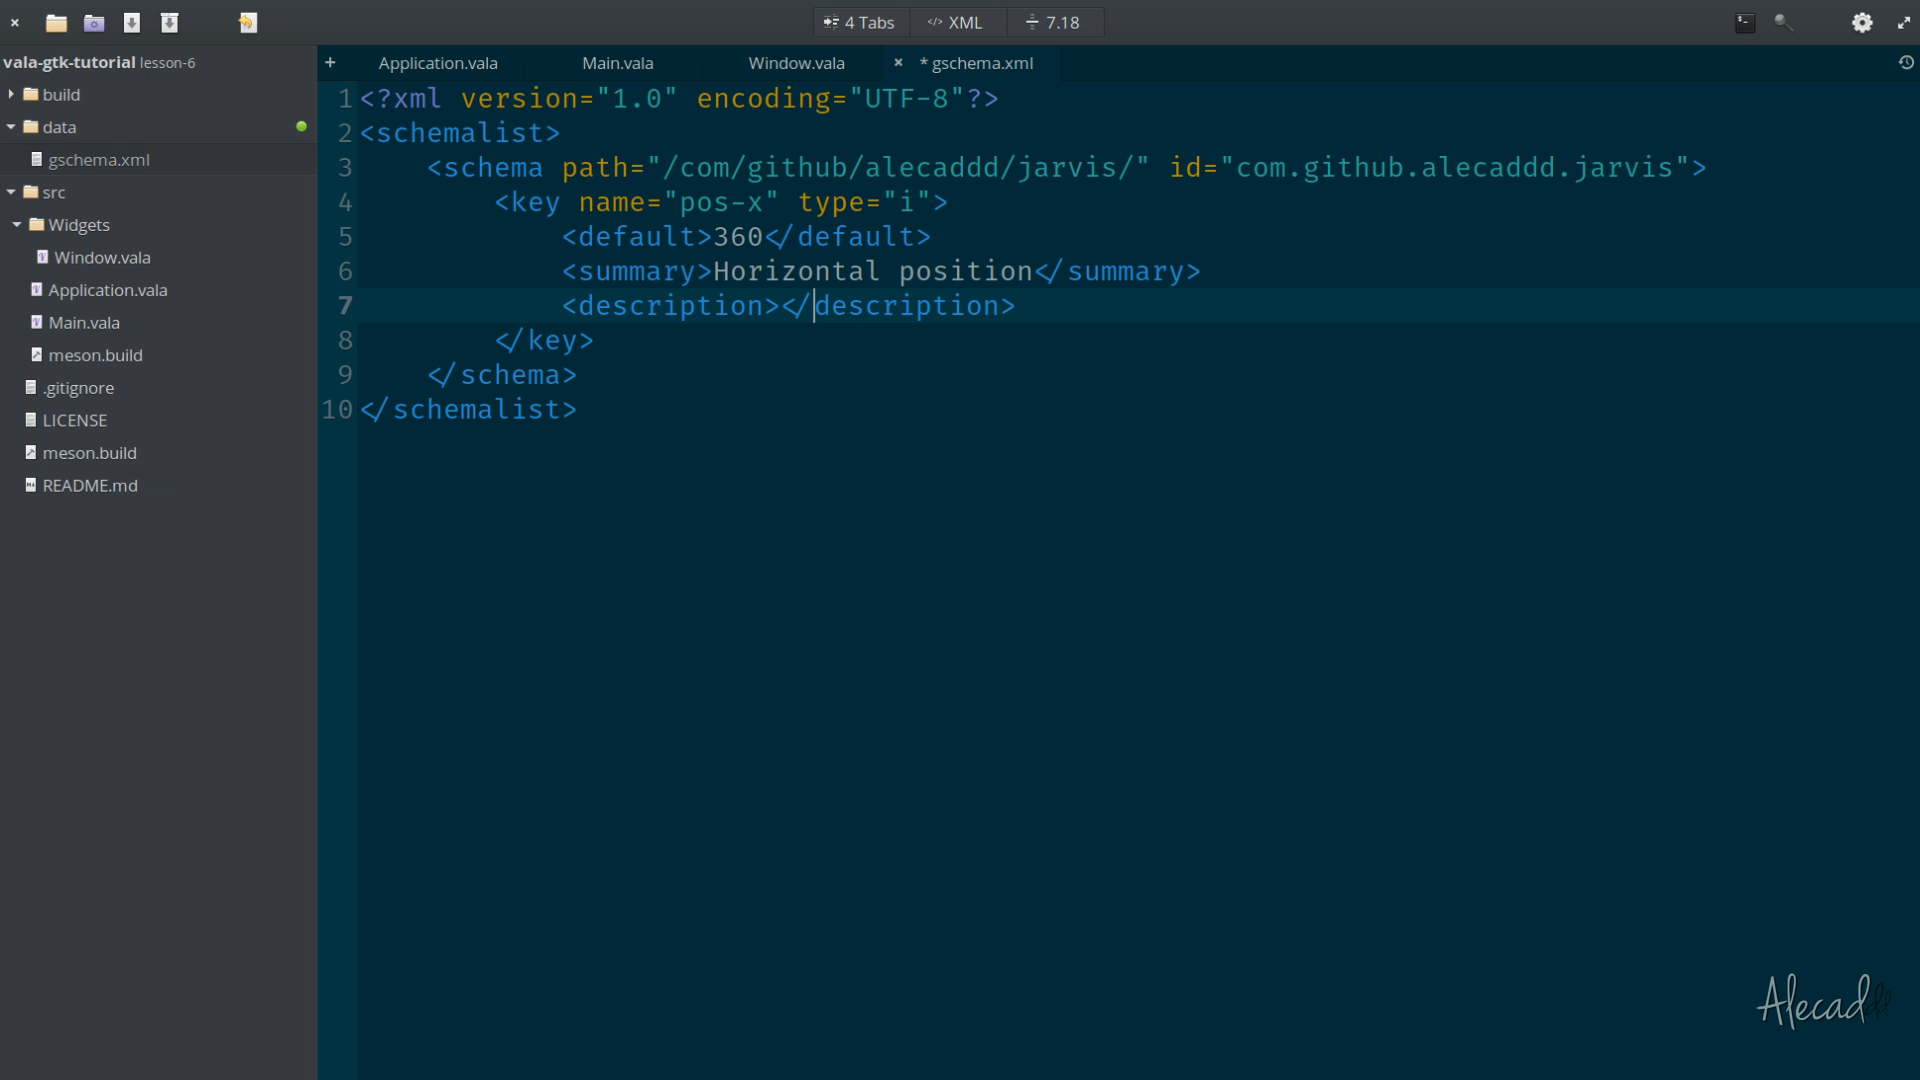 4 Tabs
</> XML
7.18
vala-gtk-tutorial lesson-6
build
data
gschema.xml
src
Widgets
Window.vala
Application.vala
Main.vala
meson.build
.gitignore
LICENSE
meson.build
README.md
+ Application.vala Main.vala Window.vala × * gschema.xml
1 <?xml version="1.0" encoding="UTF-8"?>
2 <schemalist>
3 <schema path="/com/github/alecaddd/jarvis/" id="com.github.alecaddd.jarvis">
4 <key name="pos-x" type="i">
5 <default>360</default>
6 <summary>Horizontal position</summary>
7 <description></description>
8 </key>
9 </schema>
10 </schemalist>
Alecaddd